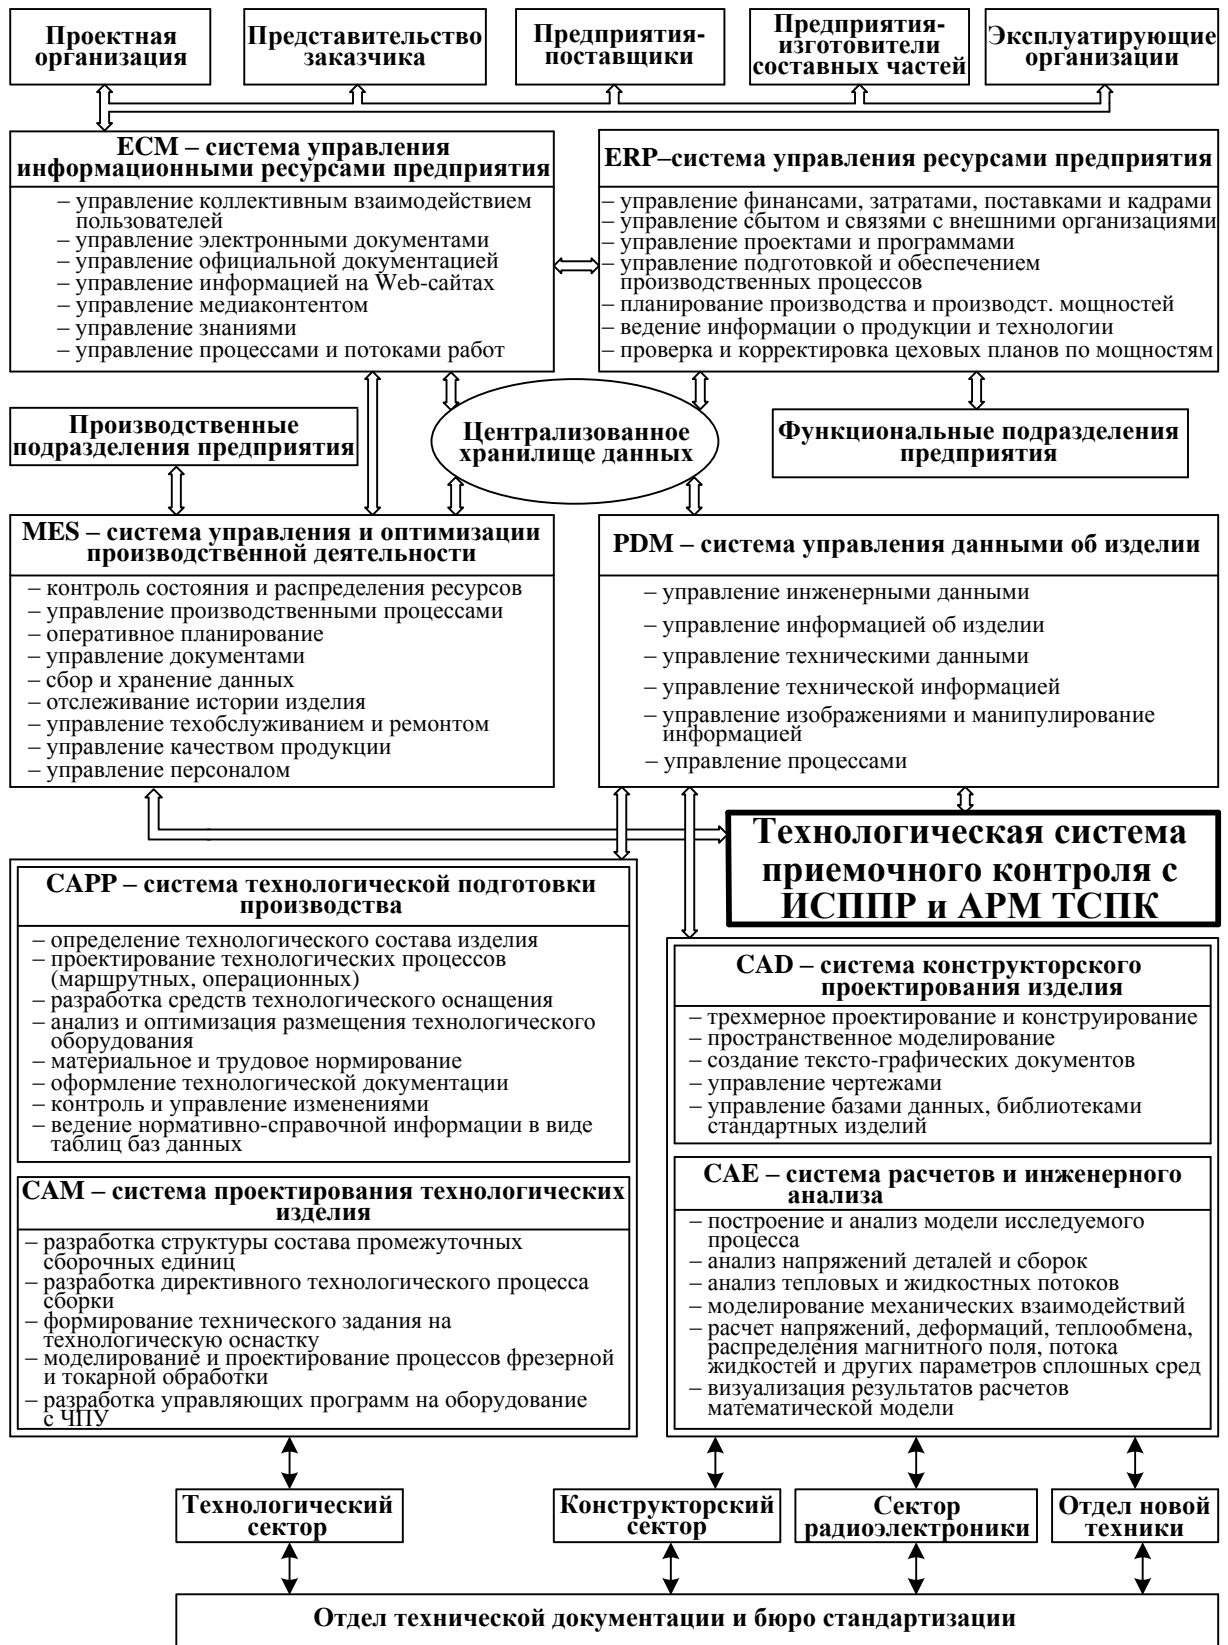 Проектная
организация
Представительство
заказчика
Предприятия-
поставщики
Предприятия-
изготовители
составных частей
Эксплуатирующие
организации
ECM – система управления
информационными ресурсами предприятия
– управление коллективным взаимодействием
пользователей
– управление электронными документами
– управление официальной документацией
– управление информацией на Web-сайтах
– управление медиаконтентом
– управление знаниями
– управление процессами и потоками работ
ERP–система управления ресурсами предприятия
– управление финансами, затратами, поставками и кадрами
– управление сбытом и связями с внешними организациями
– управление проектами и программами
– управление подготовкой и обеспечением
производственных процессов
– планирование производства и производст. мощностей
– ведение информации о продукции и технологии
– проверка и корректировка цеховых планов по мощностям
Производственные
подразделения предприятия
Централизованное
хранилище данных
Функциональные подразделения
предприятия
MES – система управления и оптимизации
производственной деятельности
– контроль состояния и распределения ресурсов
– управление производственными процессами
– оперативное планирование
– управление документами
– сбор и хранение данных
– отслеживание истории изделия
– управление техобслуживанием и ремонтом
– управление качеством продукции
– управление персоналом
PDM – система управления данными об изделии
– управление инженерными данными
– управление информацией об изделии
– управление техническими данными
– управление технической информацией
– управление изображениями и манипулирование
информацией
– управление процессами
Технологическая система
приемочного контроля с
ИСППР и АРМ ТСПК
CAPP – система технологической подготовки
производства
– определение технологического состава изделия
– проектирование технологических процессов
(маршрутных, операционных)
– разработка средств технологического оснащения
– анализ и оптимизация размещения технологического
оборудования
– материальное и трудовое нормирование
– оформление технологической документации
– контроль и управление изменениями
– ведение нормативно-справочной информации в виде
таблиц баз данных
CAM – система проектирования технологических
изделия
– разработка структуры состава промежуточных
сборочных единиц
– разработка директивного технологического процесса
сборки
– формирование технического задания на
технологическую оснастку
– моделирование и проектирование процессов фрезерной
и токарной обработки
– разработка управляющих программ на оборудование
с ЧПУ
CAD – система конструкторского
проектирования изделия
– трехмерное проектирование и конструирование
– пространственное моделирование
– создание тексто-графических документов
– управление чертежами
– управление базами данных, библиотеками
стандартных изделий
CAE – система расчетов и инженерного
анализа
– построение и анализ модели исследуемого
процесса
– анализ напряжений деталей и сборок
– анализ тепловых и жидкостных потоков
– моделирование механических взаимодействий
– расчет напряжений, деформаций, теплообмена,
распределения магнитного поля, потока
жидкостей и других параметров сплошных сред
– визуализация результатов расчетов
математической модели
Технологический
сектор
Конструкторский
сектор
Сектор
радиоэлектроники
Отдел новой
техники
Отдел технической документации и бюро стандартизации